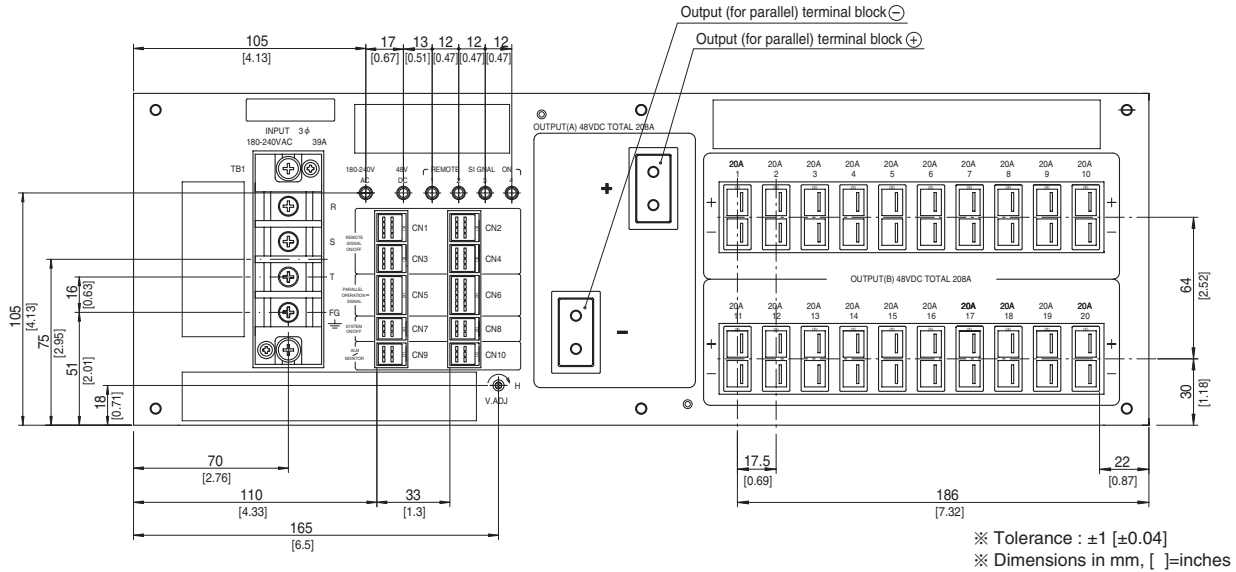 Output (for parallel) terminal block ⊖
Output (for parallel) terminal block ⊕
105 17 13 12 12 12
[4.13] [0.67] [0.51] [0.47] [0.47] [0.47]
INPUT 3φ
180-240VAC 39A
TB1
R
S
T
FG
180-240V 48V REMOTE SIGNAL ON
AC DC 1 2 3 4
REMOTE
SIGNAL
ON/OFF
CN1 CN2
CN3 CN4
PARALLEL
OPERATION
SIGNAL
CN5 CN6
SYSTEM
ON/OFF
CN7 CN8
ALM
MONITOR
CN9 CN10
H
V.ADJ
OUTPUT(A) 48VDC TOTAL 208A
+
−
20A 20A 20A 20A 20A 20A 20A 20A 20A 20A
1 2 3 4 5 6 7 8 9 10
+ +
− −
OUTPUT(B) 48VDC TOTAL 208A
20A 20A 20A 20A 20A 20A 20A 20A 20A 20A
11 12 13 14 15 16 17 18 19 20
+ +
− −
105
[4.13]
75
[2.95]
16
[0.63]
51
[2.01]
18
[0.71]
64
[2.52]
30
[1.18]
70
[2.76]
110
[4.33]
33
[1.3]
165
[6.5]
17.5
[0.69]
22
[0.87]
186
[7.32]
※ Tolerance : ±1 [±0.04]
※ Dimensions in mm, [ ]=inches